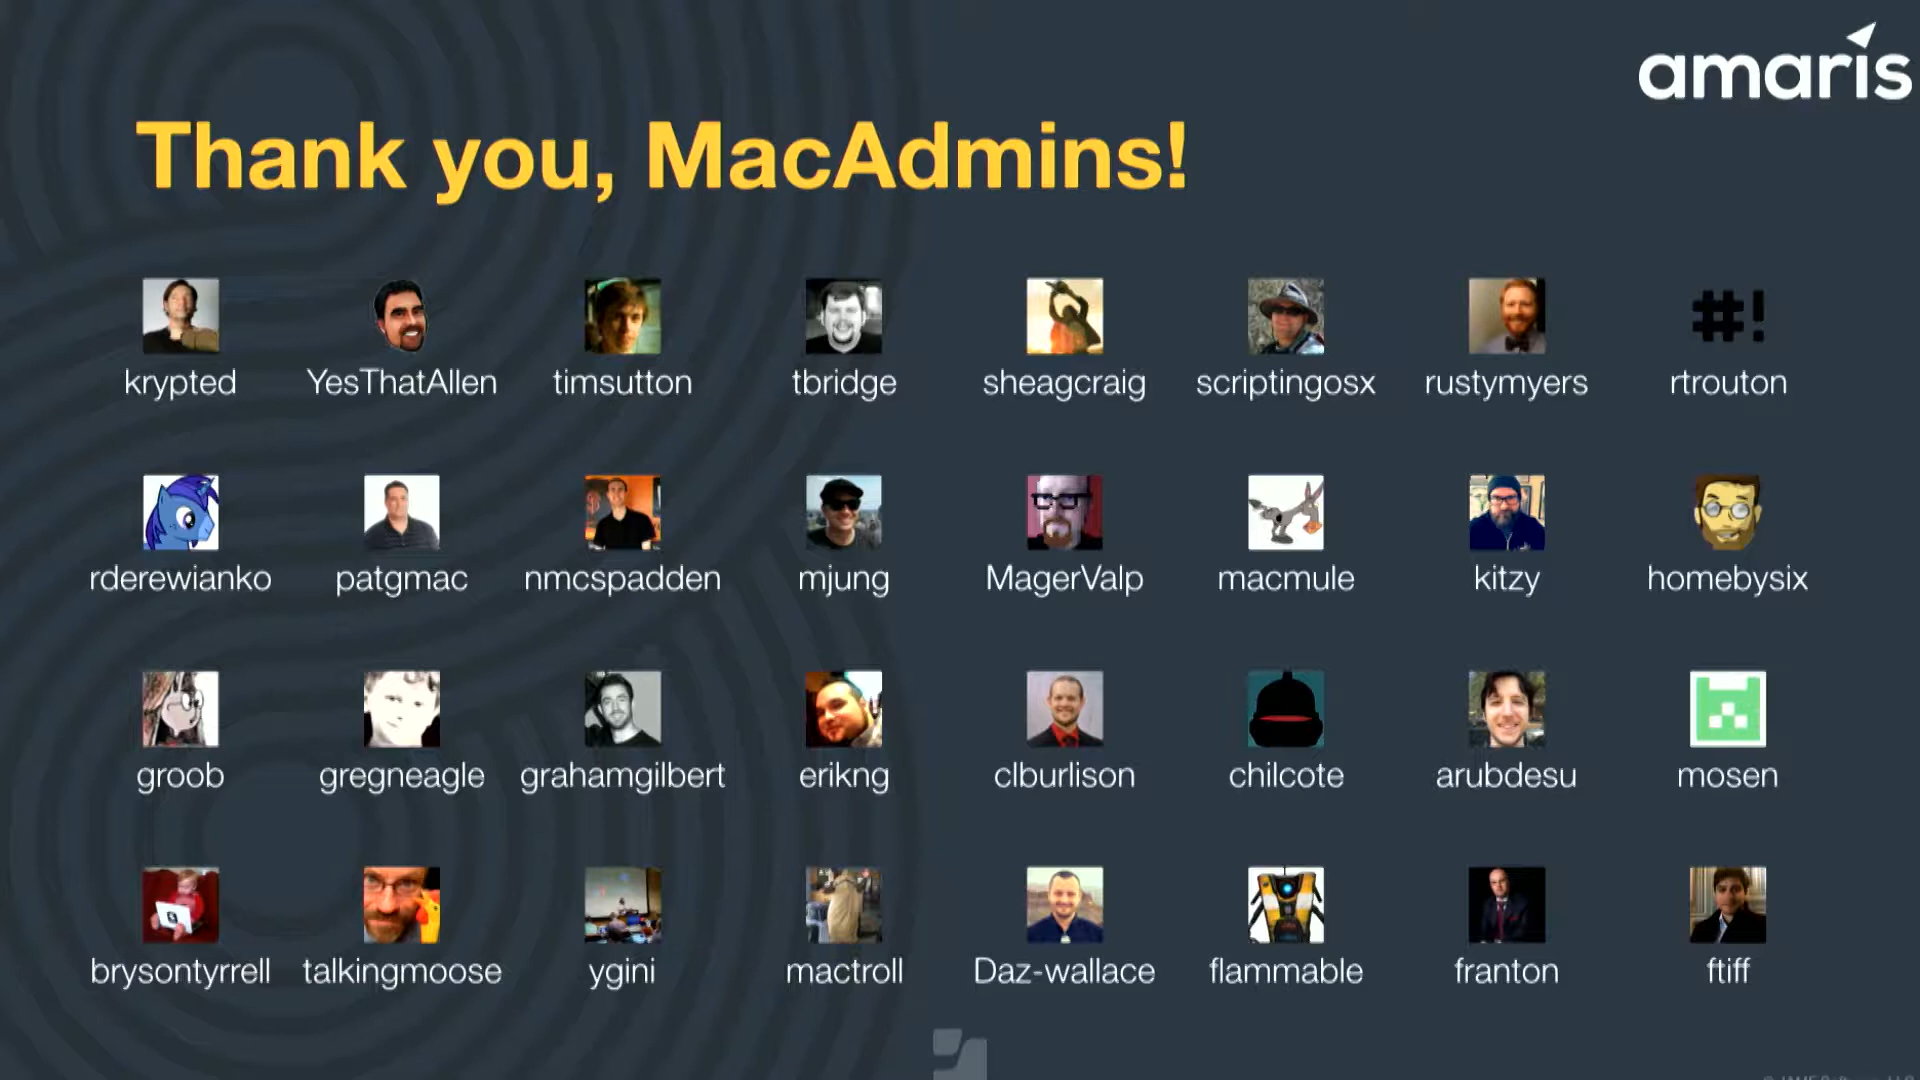 amaris
Thank you, MacAdmins!
krypted YesThatAllen timsutton tbridge sheagcraig scriptingosx rustymyers rtrouton
#!
rderewianko patgmac nmcspadden mjung MagerValp macmule kitzy homebysix
groob gregneagle grahamgilbert erikng clburlison chilcote arubdesu mosen
brysontyrrell talkingmoose ygini mactroll Daz-wallace flammable franton ftiff